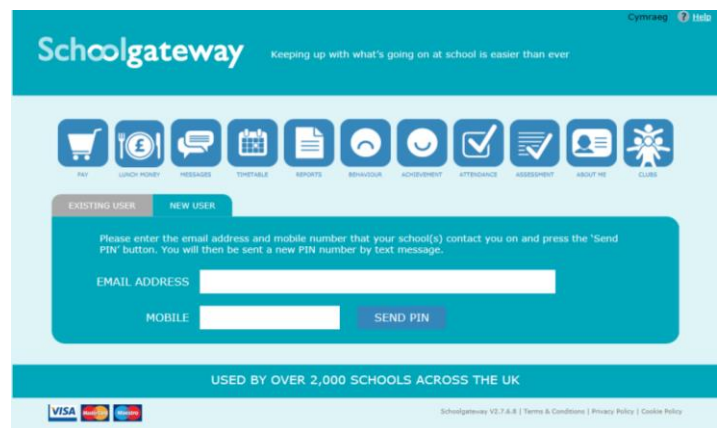 Cymraeg ? Help
Schoolgateway
Keeping up with what's going on at school is easier than ever
PAY LUNCH MONEY MESSAGES TIMETABLE REPORTS BEHAVIOUR ACHIEVEMENT ATTENDANCE ASSESSMENT ABOUT ME CLUBS
EXISTING USER NEW USER
Please enter the email address and mobile number that your school(s) contact you on and press the 'Send
PIN' button. You will then be sent a new PIN number by text message.
EMAIL ADDRESS
MOBILE SEND PIN
USED BY OVER 2,000 SCHOOLS ACROSS THE UK
VISA MasterCard Maestro Schoolgateway V2.7.6.8 | Terms & Conditions | Privacy Policy | Cookie Policy